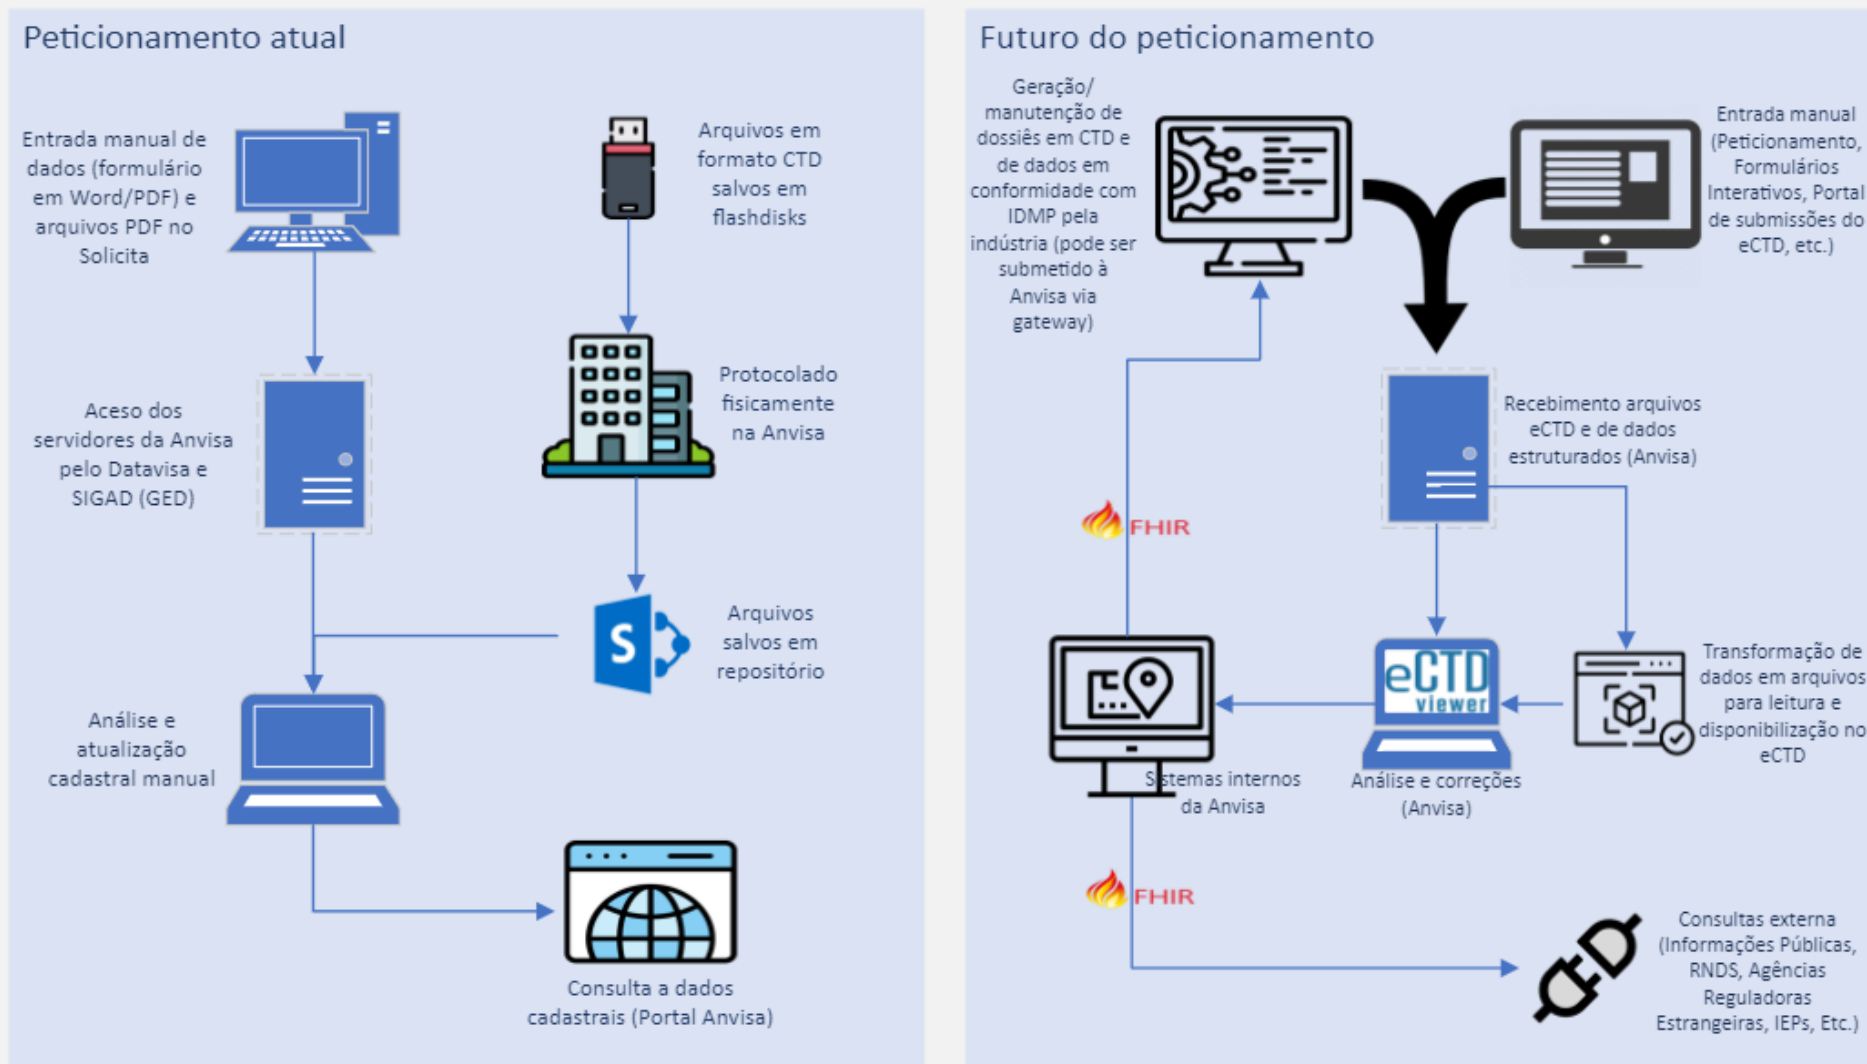 Peticionamento atual
Entrada manual de
dados (formulário
em Word/PDF) e
arquivos PDF no
Solicita
Arquivos em
formato CTD
salvos em
flashdisks
Aceso dos
servidores da Anvisa
pelo Datavisa e
SIGAD (GED)
Protocolado
fisicamente
na Anvisa
S
Arquivos
salvos em
repositório
Análise e
atualização
cadastral manual
Consulta a dados
cadastrais (Portal Anvisa)
Futuro do peticionamento
Geração/
manutenção de
dossiês em CTD e
de dados em
conformidade com
IDMP pela
indústria (pode ser
submetido à
Anvisa via
gateway)
Entrada manual
(Peticionamento,
Formulários
Interativos, Portal
de submissões do
eCTD, etc.)
Recebimento arquivos
eCTD e de dados
estruturados (Anvisa)
FHIR
eCTD
viewer
Transformação de
dados em arquivos
para leitura e
disponibilização no
eCTD
Sistemas internos
da Anvisa
Análise e correções
(Anvisa)
FHIR
Consultas externa
(Informações Públicas,
RNDS, Agências
Reguladoras
Estrangeiras, IEPs, Etc.)